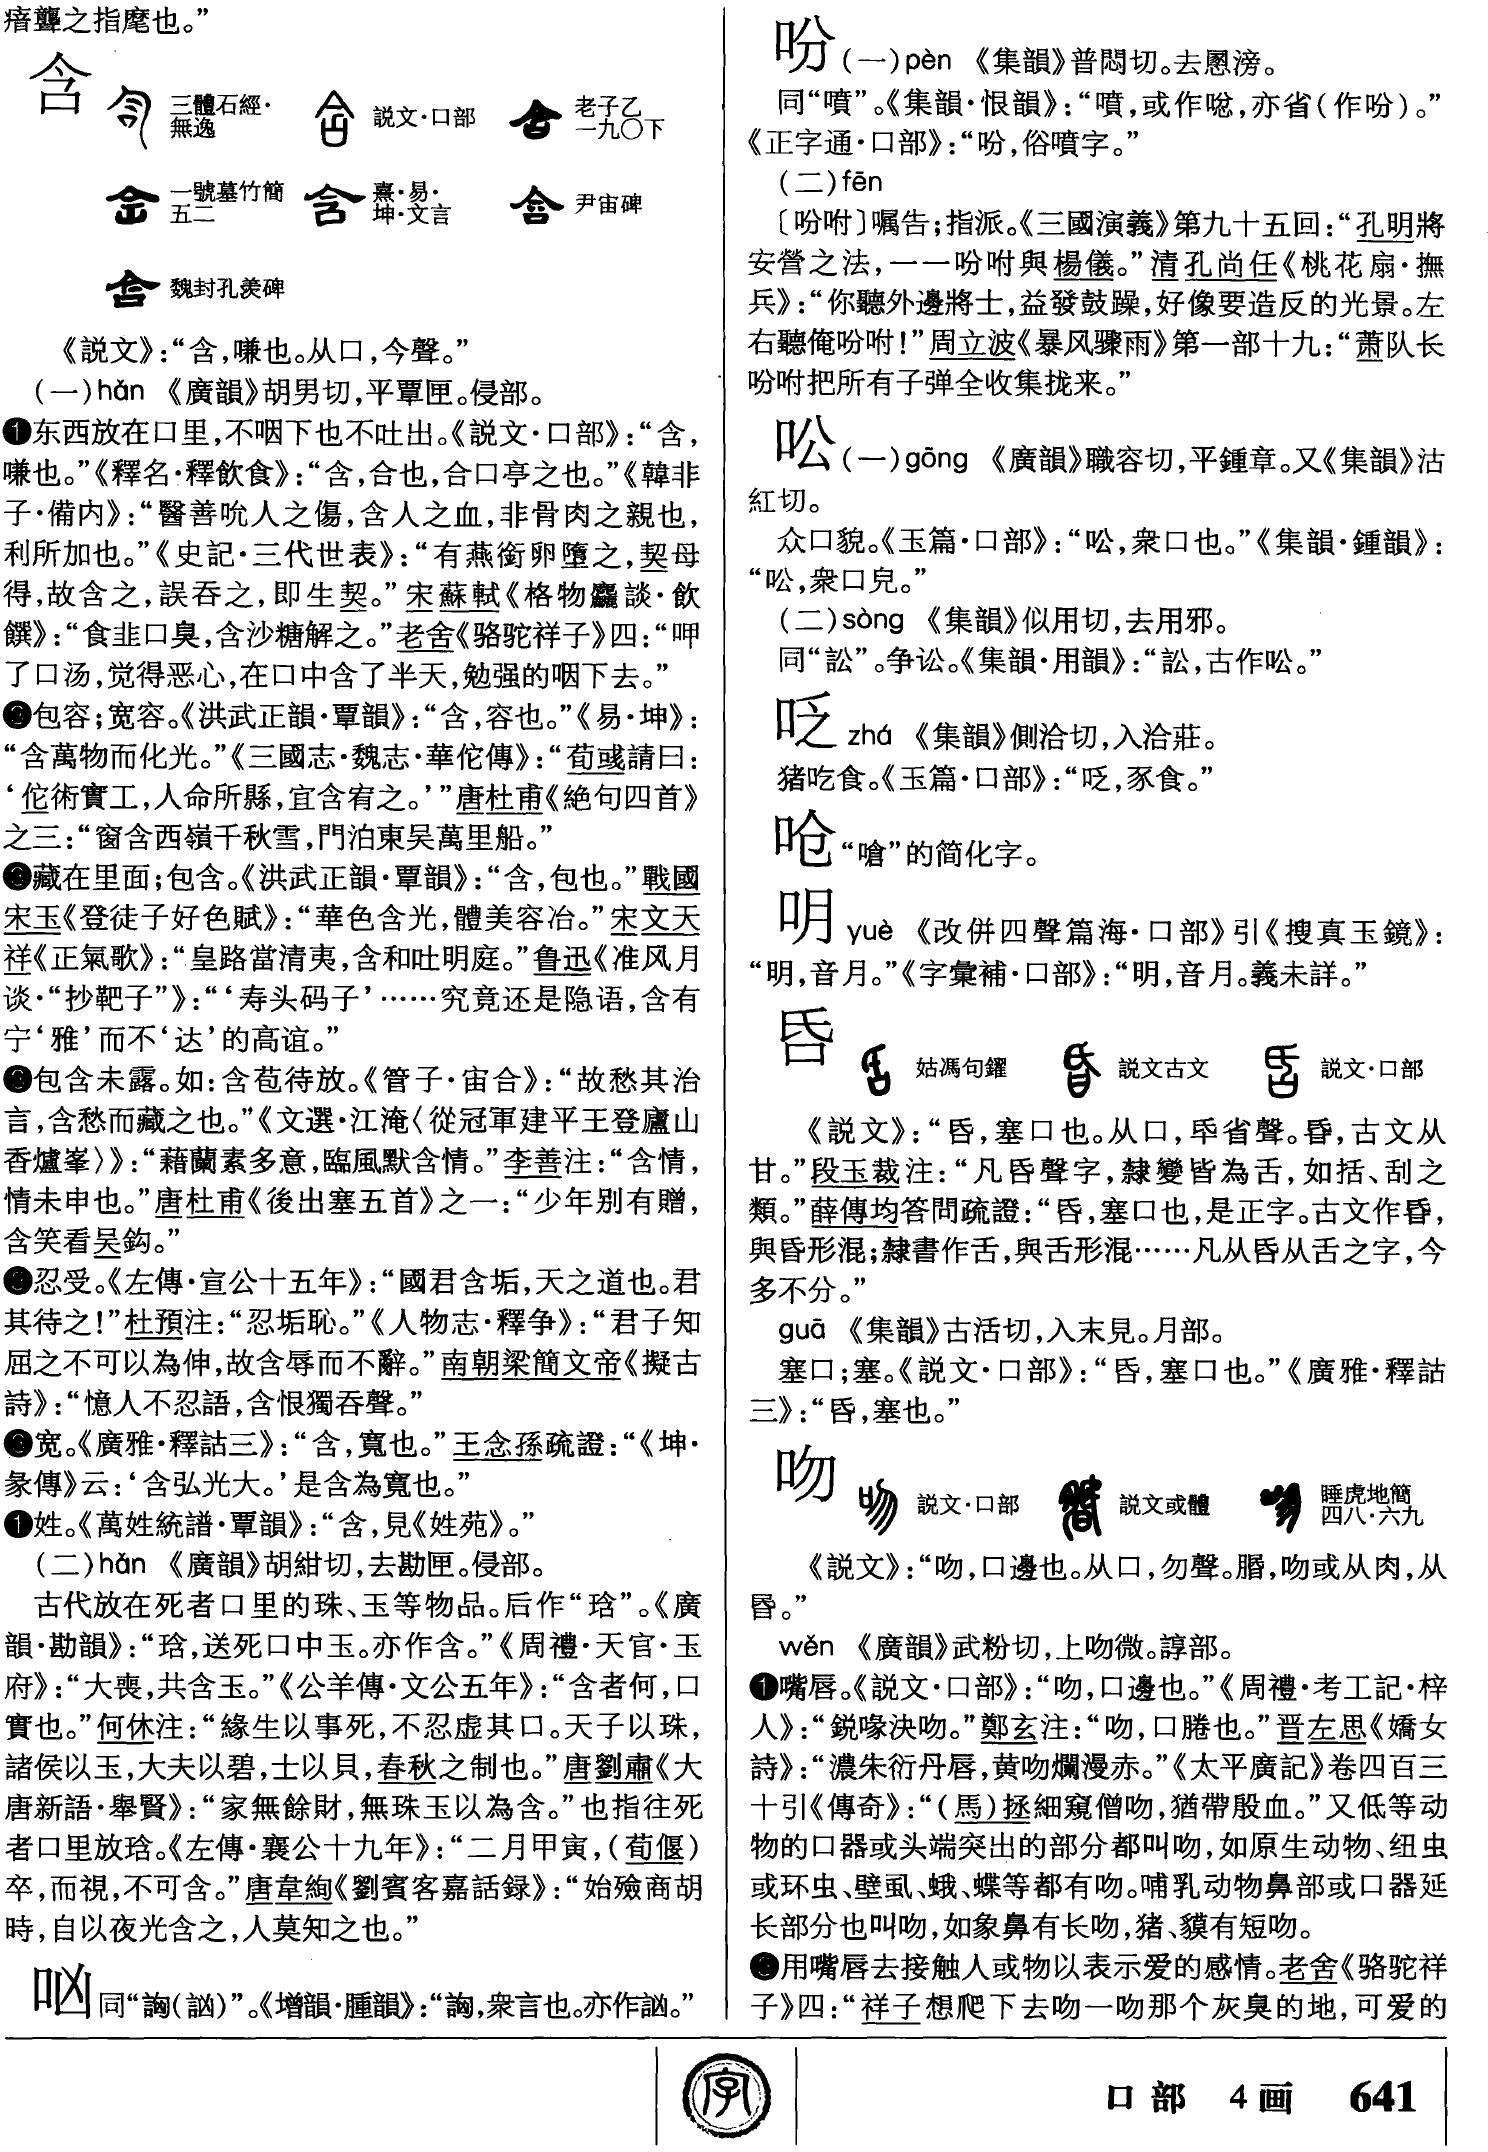 瘖聾之指麾也。”
含
三體石經·無逸
説文·口部
老子乙一九〇下
一號墓竹簡五二
熹·易·坤·文言
尹宙碑
魏封孔羡碑
《説文》：“含，嗛也。从口，今聲。”
（一）hán 《廣韻》胡男切，平覃匣。侵部。
❶东西放在口里，不咽下也不吐出。《説文·口部》：“含，
嗛也。”《釋名·釋飲食》：“含，合也，合口亭之也。”《韓非
子·備内》：“醫善吮人之傷，含人之血，非骨肉之親也，
利所加也。”《史記·三代世表》：“有燕銜卵墮之，契母
得，故含之，誤吞之，即生契。”宋蘇軾《格物麤談·飲
饌》：“食韭口臭，含沙糖解之。”老舍《骆驼祥子》四：“呷
了口汤，觉得恶心，在口中含了半天，勉强的咽下去。”
❷包容；宽容。《洪武正韻·覃韻》：“含，容也。”《易·坤》：
“含萬物而化光。”《三國志·魏志·華佗傳》：“荀彧請曰：
‘佗術實工，人命所縣，宜含宥之。’”唐杜甫《絶句四首》
之三：“窗含西嶺千秋雪，門泊東吴萬里船。”
❸藏在里面；包含。《洪武正韻·覃韻》：“含，包也。”戰國
宋玉《登徒子好色賦》：“華色含光，體美容冶。”宋文天
祥《正氣歌》：“皇路當清夷，含和吐明庭。”鲁迅《准风月
谈·“抄靶子”》：“‘寿头码子’……究竟还是隐语，含有
宁‘雅’而不‘达’的高谊。”
❹包含未露。如：含苞待放。《管子·宙合》：“故愁其治
言，含愁而藏之也。”《文選·江淹〈從冠軍建平王登廬山
香爐峯〉》：“藉蘭素多意，臨風默含情。”李善注：“含情，
情未申也。”唐杜甫《後出塞五首》之一：“少年别有贈，
含笑看吴鈎。”
❺忍受。《左傳·宣公十五年》：“國君含垢，天之道也。君
其待之！”杜預注：“忍垢恥。”《人物志·釋争》：“君子知
屈之不可以為伸，故含辱而不辭。”南朝梁簡文帝《擬古
詩》：“憶人不忍語，含恨獨吞聲。”
❻宽。《廣雅·釋詁三》：“含，寬也。”王念孫疏證：“《坤·
彖傳》云：‘含弘光大。’是含為寬也。”
❼姓。《萬姓統譜·覃韻》：“含，見《姓苑》。”
（二）hàn 《廣韻》胡紺切，去勘匣。侵部。
古代放在死者口里的珠、玉等物品。后作“琀”。《廣
韻·勘韻》：“琀，送死口中玉。亦作含。”《周禮·天官·玉
府》：“大喪，共含玉。”《公羊傳·文公五年》：“含者何，口
實也。”何休注：“緣生以事死，不忍虚其口。天子以珠，
諸侯以玉，大夫以碧，士以貝，春秋之制也。”唐劉肅《大
唐新語·舉賢》：“家無餘財，無珠玉以為含。”也指往死
者口里放琀。《左傳·襄公十九年》：“二月甲寅，（荀偃）
卒，而視，不可含。”唐韋絢《劉賓客嘉話録》：“始殮商胡
時，自以夜光含之，人莫知之也。”
同“詾（訩）”。《增韻·腫韻》：“詾，衆言也。亦作訩。”
吩（一）pèn 《集韻》普悶切。去慁滂。
同“噴”。《集韻·恨韻》：“噴，或作歕，亦省（作吩）。”
《正字通·口部》：“吩，俗噴字。”
（二）fēn
〔吩咐〕嘱告；指派。《三國演義》第九十五回：“孔明將
安營之法，一一吩咐與楊儀。”清孔尚任《桃花扇·撫
兵》：“你聽外邊將士，益發鼓躁，好像要造反的光景。左
右聽俺吩咐！”周立波《暴风骤雨》第一部十九：“萧队长
吩咐把所有子弹全收集拢来。”
吆（一）gōng 《廣韻》職容切，平鍾章。又《集韻》沽
紅切。
众口貌。《玉篇·口部》：“㕬，衆口也。”《集韻·鍾韻》：
“㕬，衆口皃。”
（二）sòng 《集韻》似用切，去用邪。
同“訟”。争讼。《集韻·用韻》：“訟，古作㕬。”
𠯗 zhá 《集韻》側洽切，入洽莊。
猪吃食。《玉篇·口部》：“𠯗，豕食。”
呛“嗆”的简化字。
𠯲 yuè 《改併四聲篇海·口部》引《搜真玉鏡》：
“𠯲，音月。”《字彙補·口部》：“𠯲，音月。義未詳。”
𠯑
姑馮句鑃
説文古文
説文·口部
《説文》：“𠯑，塞口也。从口，氒省聲。𠯑，古文从
甘。”段玉裁注：“凡𠯑聲字，隸變皆為舌，如括、刮之
類。”薛傳均答問疏證：“𠯑，塞口也，是正字。古文作昏，
與昏形混；隸書作舌，與舌形混……凡从𠯑从舌之字，今
多不分。”
guā 《集韻》古活切，入末見。月部。
塞口；塞。《説文·口部》：“𠯑，塞口也。”《廣雅·釋詁
三》：“𠯑，塞也。”
吻
説文·口部
説文或體
睡虎地簡四八·六九
《説文》：“吻，口邊也。从口，勿聲。脗，吻或从肉，从
昬。”
wěn 《廣韻》武粉切，上吻微。諄部。
❶嘴唇。《説文·口部》：“吻，口邊也。”《周禮·考工記·梓
人》：“鋭喙決吻。”鄭玄注：“吻，口腃也。”晋左思《嬌女
詩》：“濃朱衍丹唇，黄吻爛漫赤。”《太平廣記》卷四百三
十引《傳奇》：“（馬）拯細窺僧吻，猶帶殷血。”又低等动
物的口器或头端突出的部分都叫吻，如原生动物、纽虫
或环虫、壁虱、蛾、蝶等都有吻。哺乳动物鼻部或口器延
长部分也叫吻，如象鼻有长吻，猪、貘有短吻。
❷用嘴唇去接触人或物以表示爱的感情。老舍《骆驼祥
子》四：“祥子想爬下去吻一吻那个灰臭的地，可爱的
字
口部 4画 641